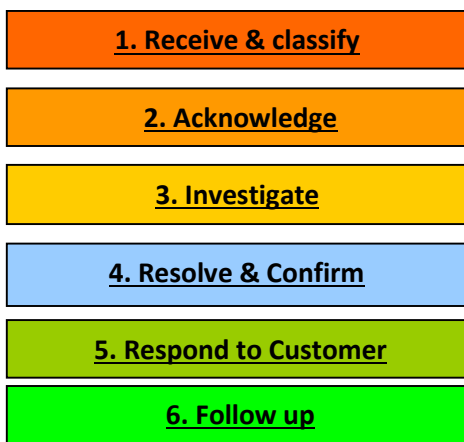 1. Receive & classify
2. Acknowledge
3. Investigate
4. Resolve & Confirm
5. Respond to Customer
6. Follow up